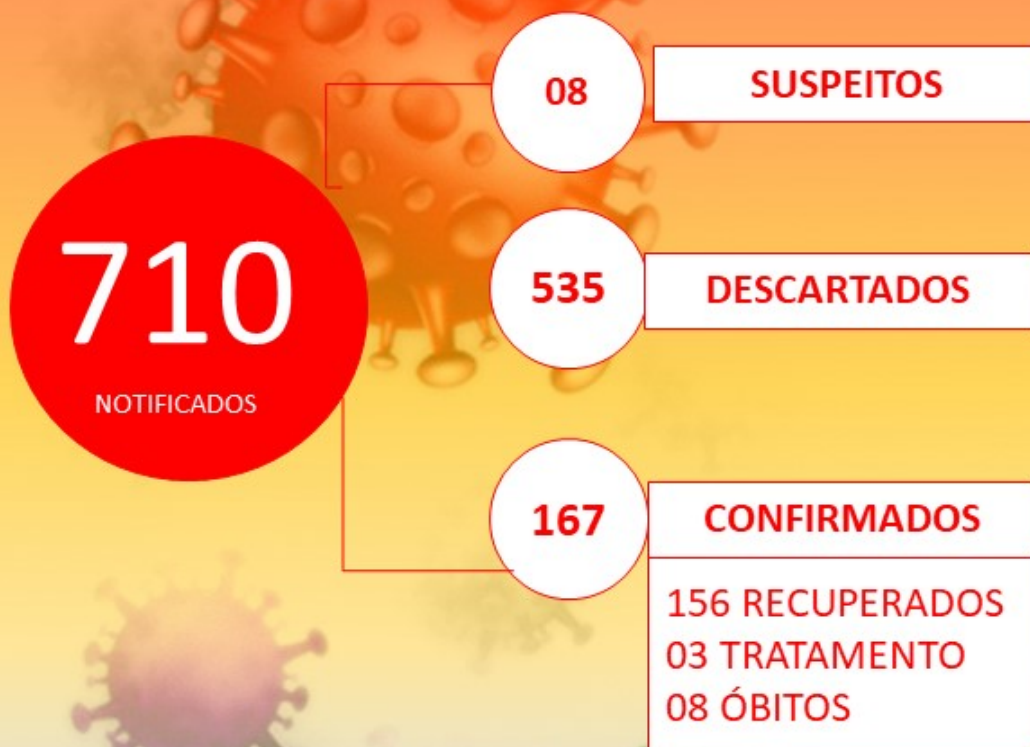 08
SUSPEITOS
710
NOTIFICADOS
535
DESCARTADOS
167
CONFIRMADOS
156 RECUPERADOS
03 TRATAMENTO
08 ÓBITOS